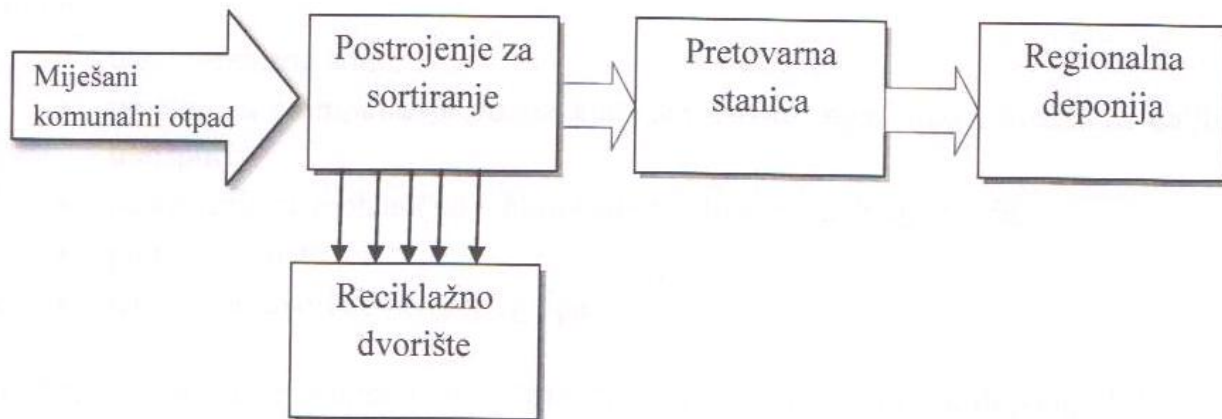 Miješani
komunalni otpad
Postrojenje za
sortiranje
Pretovarna
stanica
Regionalna
deponija
Reciklažno
dvorište